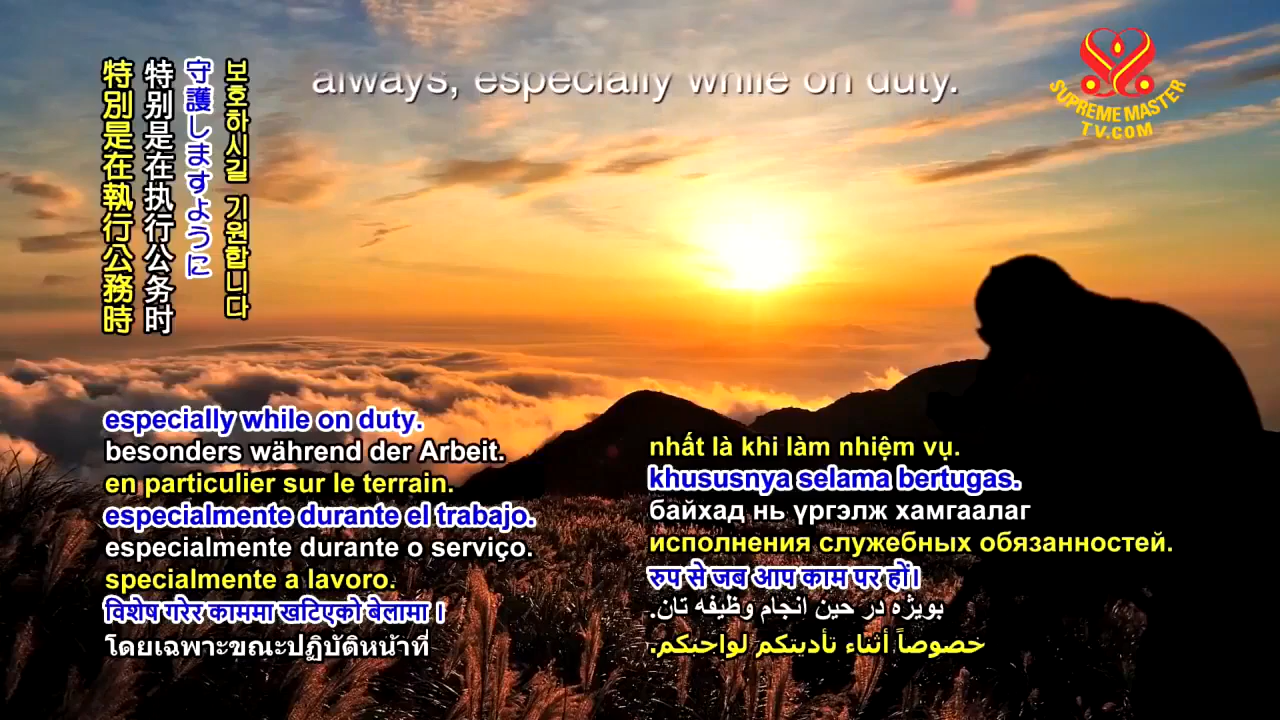 always, especially while on duty.
SUPREME MASTER
TV.COM
보호하시길 기원합니다
守護しますように
特别是在执行公务时
特別是在執行公務時
especially while on duty.
besonders während der Arbeit.
en particulier sur le terrain.
especialmente durante el trabajo.
especialmente durante o serviço.
specialmente a lavoro.
विशेष गरेर काममा खटिएको बेलामा ।
โดยเฉพาะขณะปฏิบัติหน้าที่
nhất là khi làm nhiệm vụ.
khususnya selama bertugas.
байхад нь үргэлж хамгаалаг
исполнения служебных обязанностей.
रुप से जब आप काम पर हों।
بویژه در حین انجام وظیفه تان.
خصوصاً أثناء تأديتكم لواجبكم.